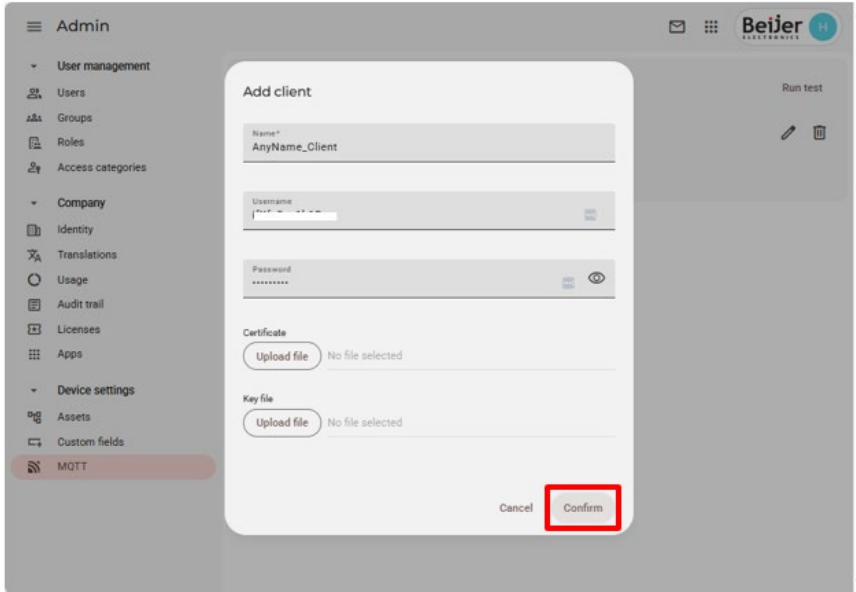 Admin
Beijer
ELECTRONICS
H
User management
Users
Groups
Roles
Access categories
Company
Identity
Translations
Usage
Audit trail
Licenses
Apps
Device settings
Assets
Custom fields
MQTT
Run test
Add client
Name*
AnyName_Client
Username
Password
.........
Certificate
Upload file No file selected
Key file
Upload file No file selected
Cancel Confirm